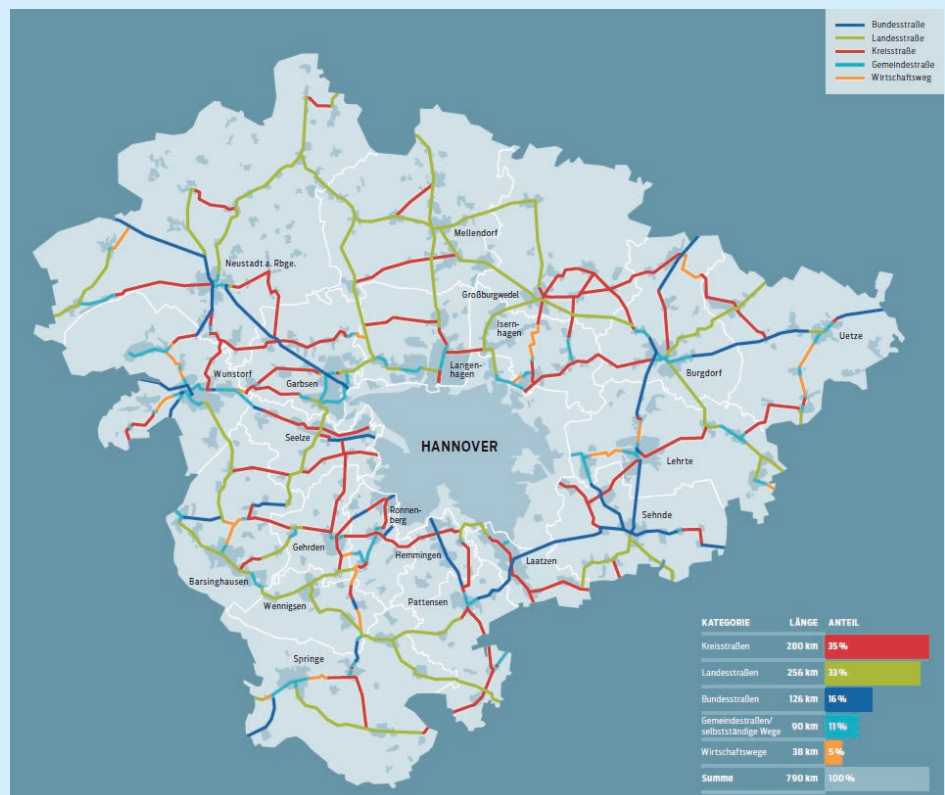 Bundesstraße
Landesstraße
Kreisstraße
Gemeindestraße
Wirtschaftsweg
Mellendorf
Neustadt a. Rbge.
Großburgwedel
Isern-
hagen
Uetze
Langen-
hagen
Wunstorf
Garbsen
Burgdorf
Seelze
HANNOVER
Lehrte
Ronnen-
berg
Sehnde
Gehrden
Hemmingen
Laatzen
Barsinghausen
Wennigsen
Pattensen
Springe
KATEGORIE LÄNGE ANTEIL
Kreisstraßen 280 km 35 %
Landesstraßen 256 km 33 %
Bundesstraßen 126 km 16 %
Gemeindestraßen/
selbstständige Wege 90 km 11 %
Wirtschaftswege 38 km 5 %
Summe 790 km 100 %